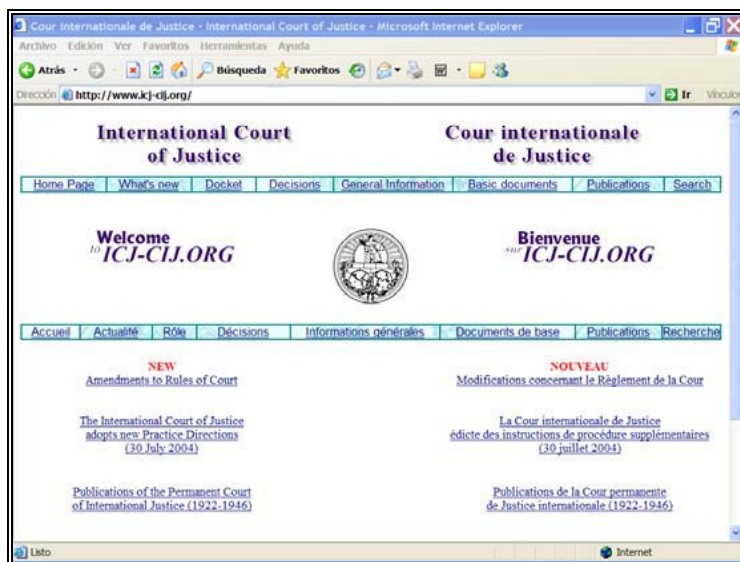 Cour internationale de Justice - International Court of Justice - Microsoft Internet Explorer
Archivo Edición Ver Favoritos Herramientas Ayuda
Atrás Búsqueda Favoritos
Dirección http://www.icj-cij.org/ Ir Vínculos
International Court
of Justice
Cour internationale
de Justice
Home Page What's new Docket Decisions General Information Basic documents Publications Search
Welcome
to ICJ-CIJ.ORG
Bienvenue
sur ICJ-CIJ.ORG
Accueil Actualité Rôle Décisions Informations générales Documents de base Publications Recherche
NEW
Amendments to Rules of Court
NOUVEAU
Modifications concernant le Règlement de la Cour
The International Court of Justice
adopts new Practice Directions
(30 July 2004)
La Cour internationale de Justice
édicte des instructions de procédure supplémentaires
(30 juillet 2004)
Publications of the Permanent Court
of International Justice (1922-1946)
Publications de la Cour permanente
de Justice internationale (1922-1946)
Listo Internet